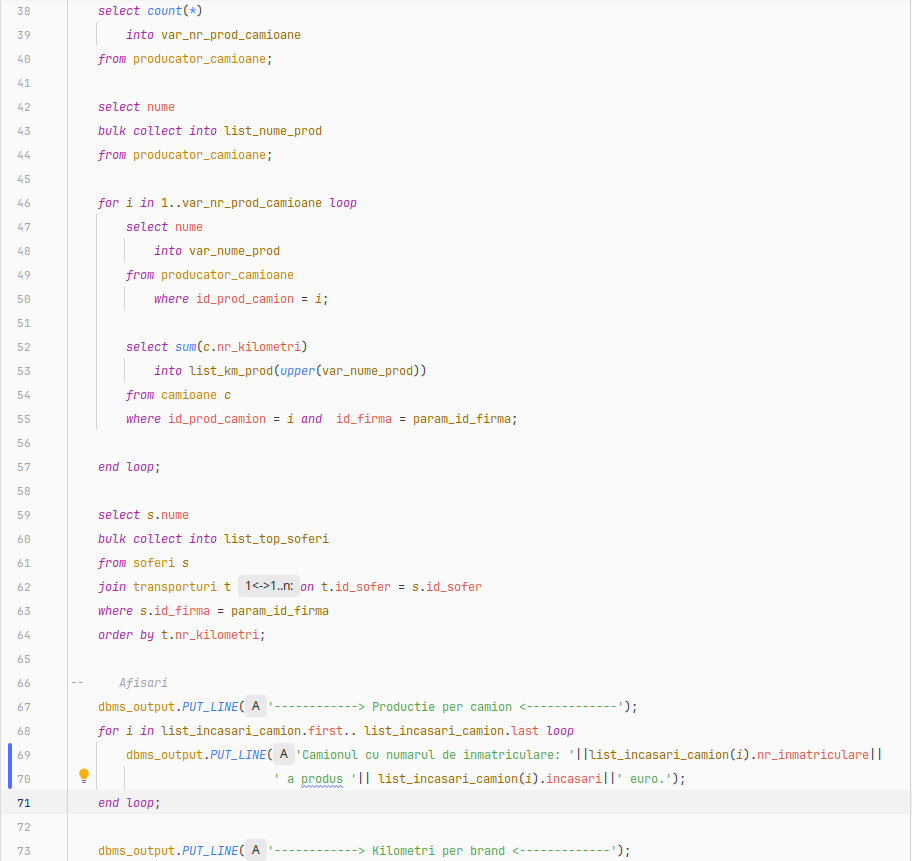 38 select count(*)
39 into var_nr_prod_camioane
40 from producator_camioane;
41
42 select nume
43 bulk collect into list_nume_prod
44 from producator_camioane;
45
46 for i in 1..var_nr_prod_camioane loop
47 select nume
48 into var_nume_prod
49 from producator_camioane
50 where id_prod_camion = i;
51
52 select sum(c.nr_kilometri)
53 into list_km_prod(upper(var_nume_prod))
54 from camioane c
55 where id_prod_camion = i and  id_firma = param_id_firma;
56
57 end loop;
58
59 select s.nume
60 bulk collect into list_top_soferi
61 from soferi s
62 join transporturi t 1<->1..n: on t.id_sofer = s.id_sofer
63 where s.id_firma = param_id_firma
64 order by t.nr_kilometri;
65
66 -- Afisari
67 dbms_output.PUT_LINE( A '------------> Productie per camion <-------------');
68 for i in list_incasari_camion.first.. list_incasari_camion.last loop
69 dbms_output.PUT_LINE( A 'Camionul cu numarul de inmatriculare: '||list_incasari_camion(i).nr_inmatriculare||
70 ' a produs '|| list_incasari_camion(i).incasari||' euro.');
71 end loop;
72
73 dbms_output.PUT_LINE( A '------------> Kilometri per brand <-------------');